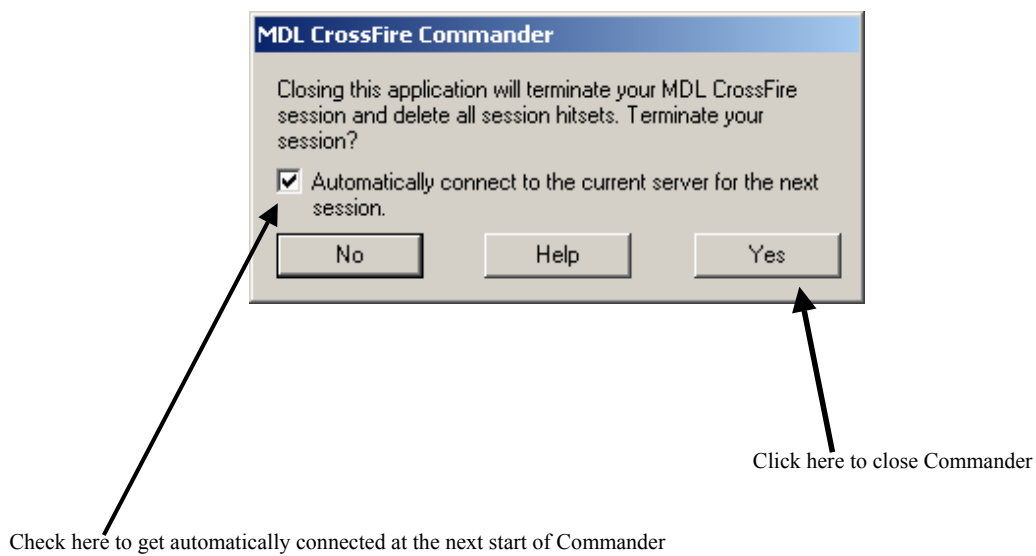 MDL CrossFire Commander
Closing this application will terminate your MDL CrossFire
session and delete all session hitsets. Terminate your
session?
Automatically connect to the current server for the next
session.
No Help Yes
Click here to close Commander
Check here to get automatically connected at the next start of Commander